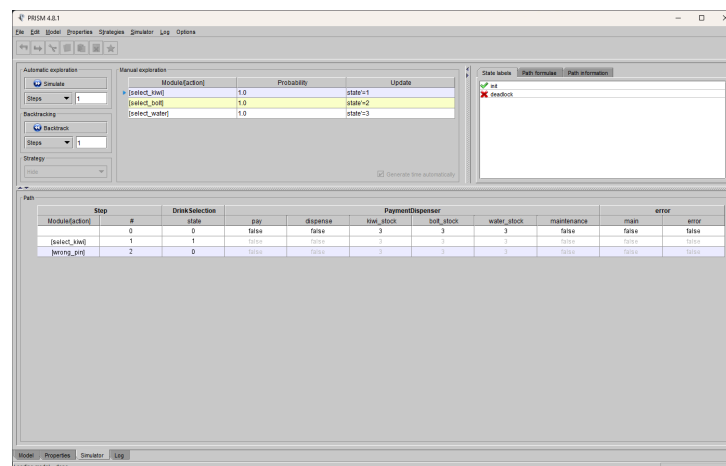 PRISM 4.8.1
File Edit Model Properties Strategies Simulator Log Options
Automatic exploration
Simulate
Steps 1
Backtracking
Backtrack
Steps 1
Strategy
Manual exploration
Module/[action] Probability Update
[select_kiwi] 1.0 state'=1
[select_bolt] 1.0 state'=2
[select_water] 1.0 state'=3
Generate time automatically
State labels Path formulae Path information
init
deadlock
Path
Step DrinkSelection PaymentDispenser error
Module/[action] # state pay dispense kiwi_stock bolt_stock water_stock maintenance main error
0 0 false false 3 3 3 false false false
[select_kiwi] 1 1 false false 3 3 3 false false false
[wrong_pin] 2 0 false false 3 3 3 false false false
Model Properties Simulator Log